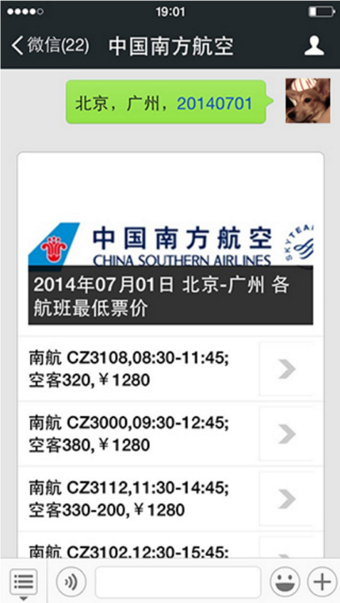 19:01
微信(22) 中国南方航空
北京，广州，20140701
中国南方航空
CHINA SOUTHERN AIRLINES
SKYTEAM
2014年07月01日 北京-广州 各
航班最低票价
南航 CZ3108,08:30-11:45;
空客320,￥1280
南航 CZ3000,09:30-12:45;
空客380,￥1280
南航 CZ3112,11:30-14:45;
空客330-200,￥1280
南航 CZ3102,12:30-15:45;